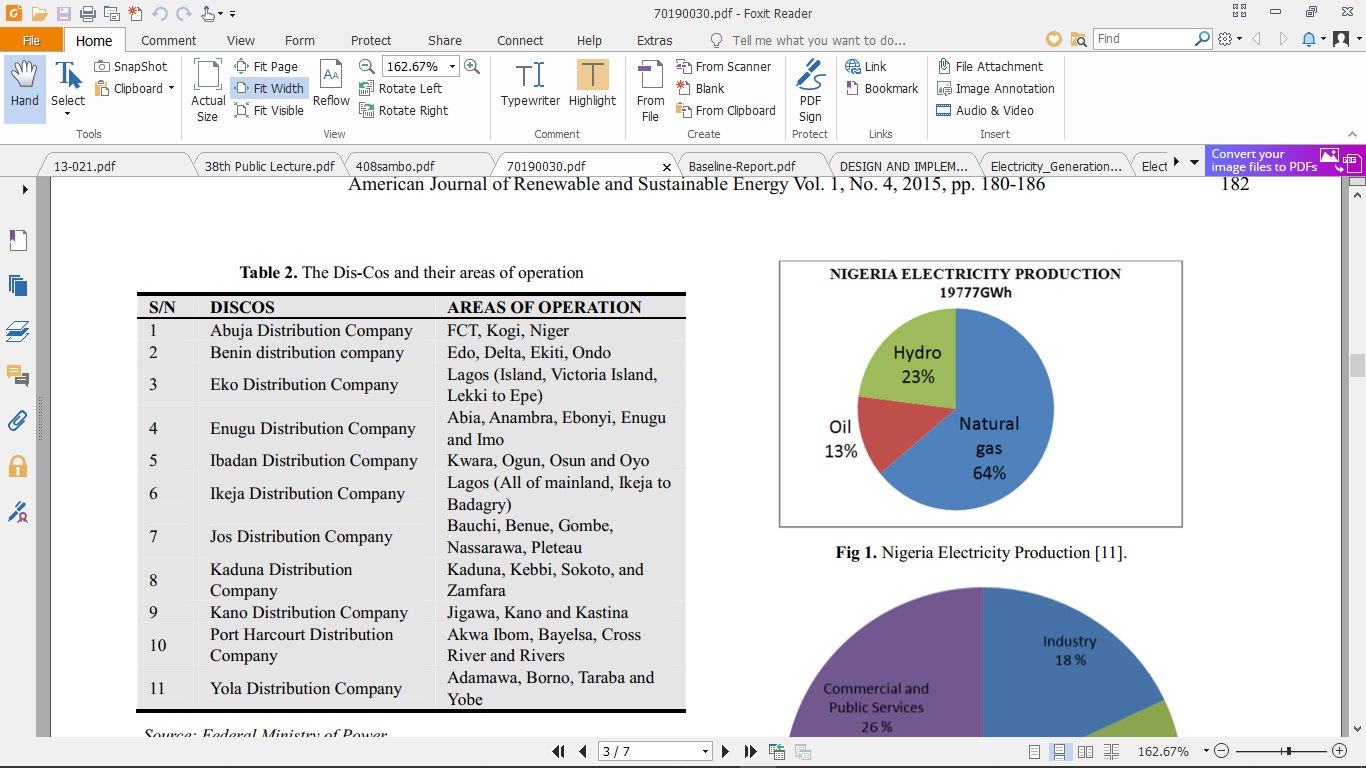 70190030.pdf - Foxit Reader
File
Home
Comment
View
Form
Protect
Share
Connect
Help
Extras
Tell me what you want to do...
Find
Hand
Select
SnapShot
Clipboard
Tools
Actual
Size
Fit Page
Fit Width
Fit Visible
Reflow
162.67%
Rotate Left
Rotate Right
View
Typewriter
Highlight
Comment
From
File
From Scanner
Blank
From Clipboard
Create
PDF
Sign
Protect
Link
Bookmark
Links
File Attachment
Image Annotation
Audio & Video
Insert
13-021.pdf
38th Public Lecture.pdf
408sambo.pdf
70190030.pdf
Baseline-Report.pdf
DESIGN AND IMPLEM...
Electricity_Generation...
Elect
Convert your
image files to PDFs
American Journal of Renewable and Sustainable Energy Vol. 1, No. 4, 2015, pp. 180-186 182
Table 2. The Dis-Cos and their areas of operation
S/N DISCOS AREAS OF OPERATION
1 Abuja Distribution Company FCT, Kogi, Niger
2 Benin distribution company Edo, Delta, Ekiti, Ondo
3 Eko Distribution Company Lagos (Island, Victoria Island,
Lekki to Epe)
4 Enugu Distribution Company Abia, Anambra, Ebonyi, Enugu
and Imo
5 Ibadan Distribution Company Kwara, Ogun, Osun and Oyo
6 Ikeja Distribution Company Lagos (All of mainland, Ikeja to
Badagry)
7 Jos Distribution Company Bauchi, Benue, Gombe,
Nassarawa, Pleteau
8 Kaduna Distribution
Company Kaduna, Kebbi, Sokoto, and
Zamfara
9 Kano Distribution Company Jigawa, Kano and Kastina
10 Port Harcourt Distribution
Company Akwa Ibom, Bayelsa, Cross
River and Rivers
11 Yola Distribution Company Adamawa, Borno, Taraba and
Yobe
Source: Federal Ministry of Power
NIGERIA ELECTRICITY PRODUCTION
19777GWh
Hydro
23%
Oil
13%
Natural
gas
64%
Fig 1. Nigeria Electricity Production [11].
Industry
18 %
Commercial and
Public Services
26 %
3 / 7
162.67%